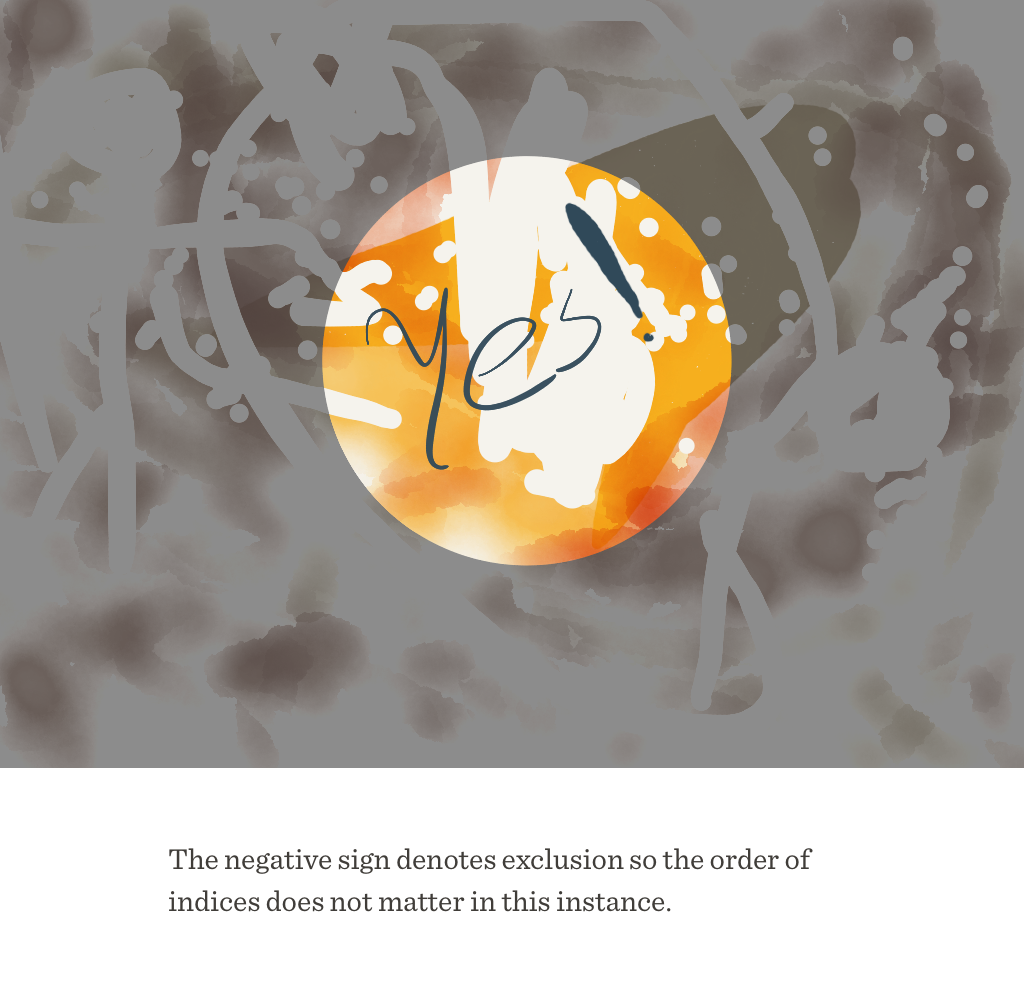 yes!
The negative sign denotes exclusion so the order of
indices does not matter in this instance.